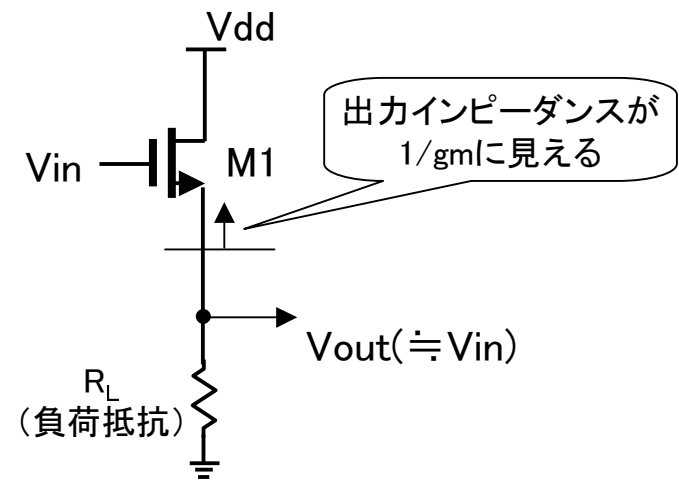 Vdd
出力インピーダンスが
1/gmに見える
Vin
M1
Vout(≒Vin)
RL
(負荷抵抗)